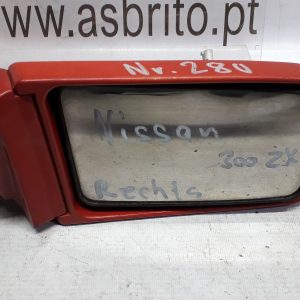 www.asbrito.pt
Nr. 280
Nissan
300 ZX
Rechts